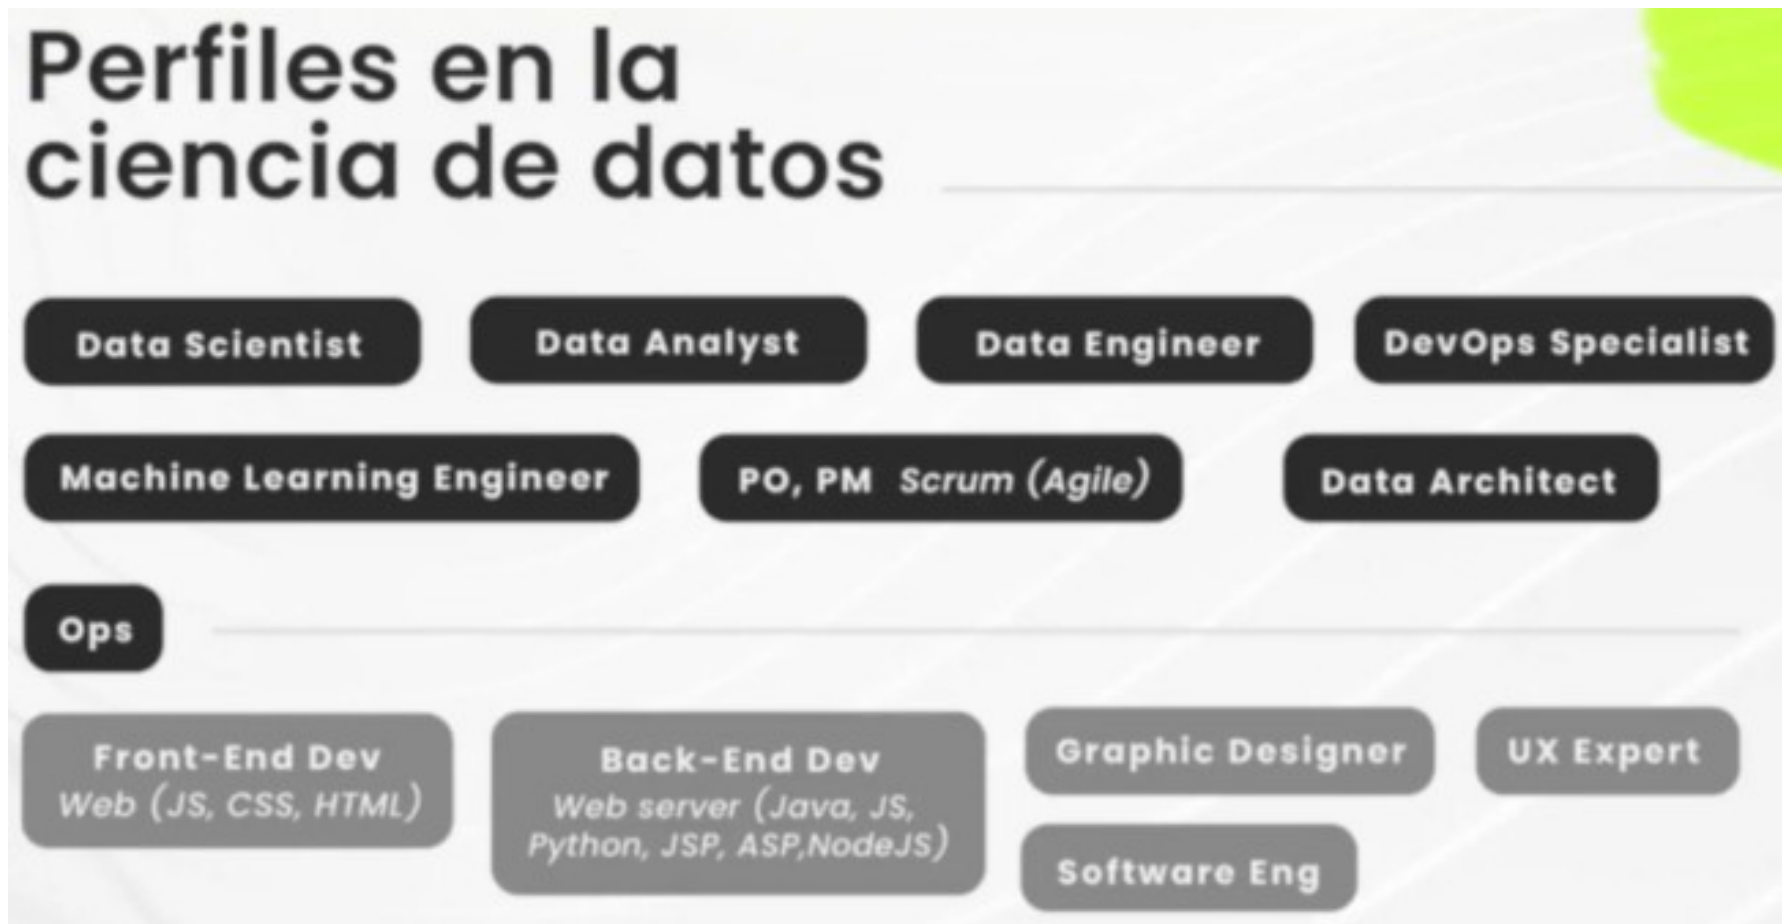 Perfiles en la
ciencia de datos
Data Scientist
Data Analyst
Data Engineer
DevOps Specialist
Machine Learning Engineer
PO, PM Scrum (Agile)
Data Architect
Ops
Front-End Dev
Web (JS, CSS, HTML)
Back-End Dev
Web server (Java, JS,
Python, JSP, ASP,NodeJS)
Graphic Designer
UX Expert
Software Eng